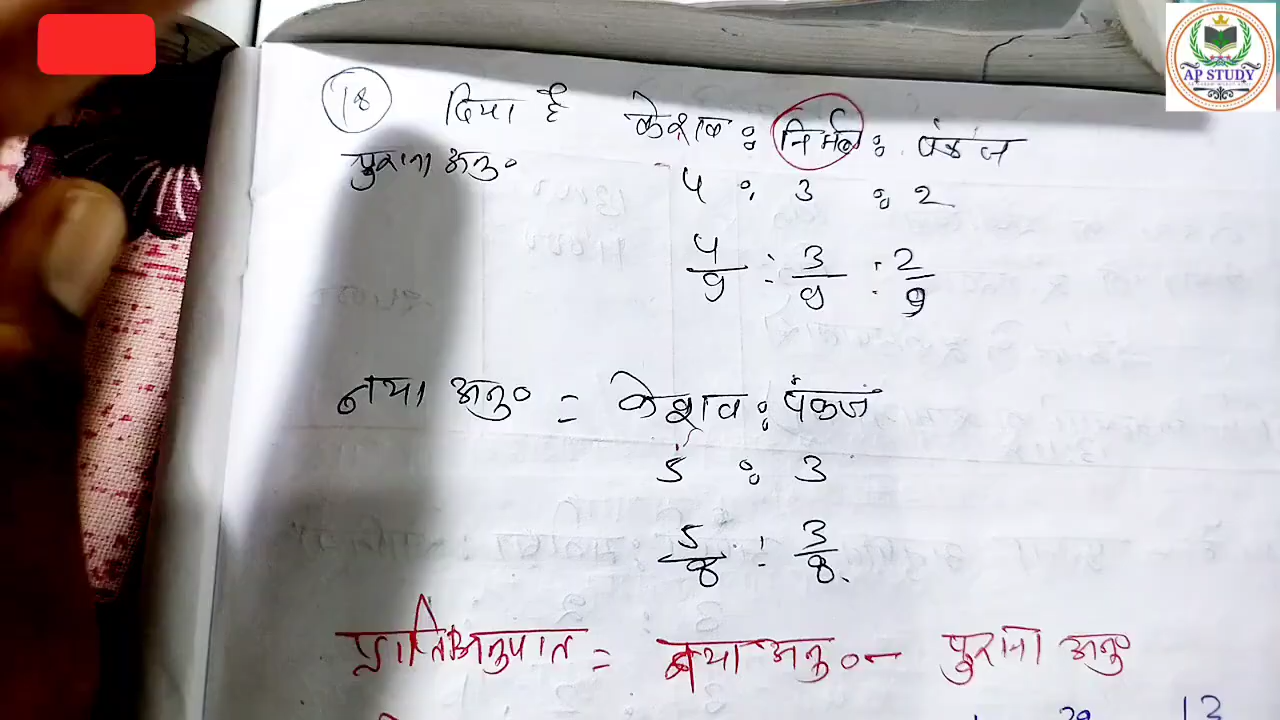 AP STUDY
18 दिया है केशव : निर्मल : पंकज
पुराना अनु०
4 : 3 : 2
4/9 : 3/9 : 2/9
नया अनु० = केशव : पंकज
5 : 3
5/8 : 3/8
प्राप्तिअनुपात = नया अनु० - पुराना अनु०